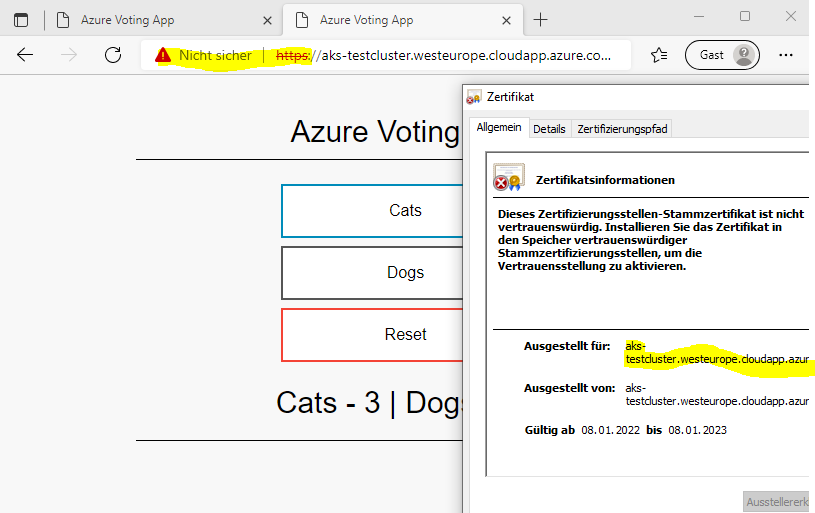 Azure Voting App
Azure Voting App
Nicht sicher | https://aks-testcluster.westeurope.cloudapp.azure.co...
Gast
Zertifikat
Allgemein Details Zertifizierungspfad
Azure Voting
Zertifikatsinformationen
Cats
Dieses Zertifizierungsstellen-Stammzertifikat ist nicht
vertrauenswürdig. Installieren Sie das Zertifikat in
den Speicher vertrauenswürdiger
Stammzertifizierungsstellen, um die
Vertrauensstellung zu aktivieren.
Dogs
Reset
Ausgestellt für: aks-
testcluster.westeurope.cloudapp.azur
Ausgestellt von: aks-
testcluster.westeurope.cloudapp.azur
Cats - 3 | Dogs
Gültig ab 08.01.2022 bis 08.01.2023
Ausstellererk